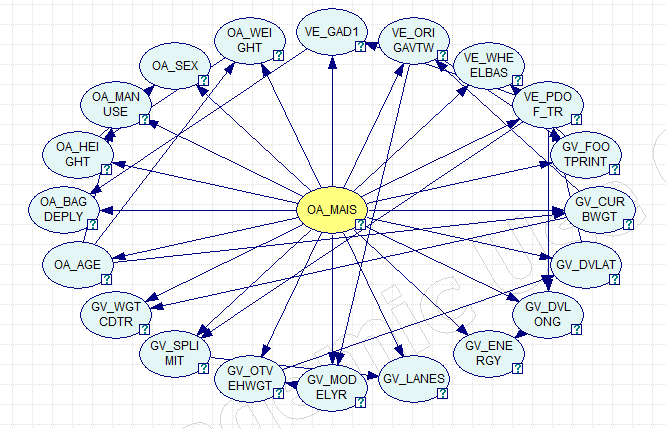 VE_GAD1
OA_WEI
GHT
VE_ORI
GAVTW
OA_SEX
VE_WHE
ELBAS
OA_MAN
USE
VE_PDO
F_TR
OA_HEI
GHT
GV_FOO
TPRINT
OA_BAG
DEPLY
OA_MAIS
GV_CUR
BWGT
OA_AGE
GV_DVLAT
GV_WGT
CDTR
GV_DVL
ONG
GV_SPLI
MIT
GV_ENE
RGY
GV_OTV
EHWGT
GV_MOD
ELYR
GV_LANES